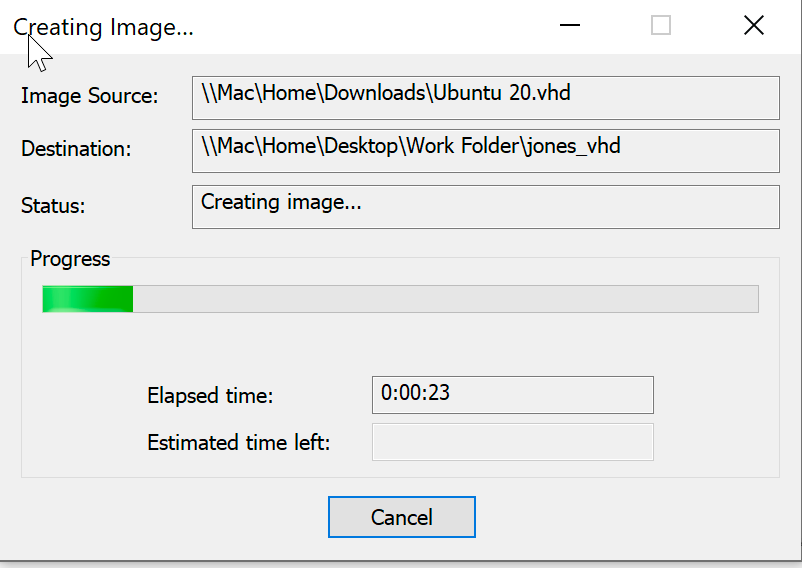 Creating Image...
Image Source: \\Mac\Home\Downloads\Ubuntu 20.vhd
Destination: \\Mac\Home\Desktop\Work Folder\jones_vhd
Status: Creating image...
Progress
Elapsed time: 0:00:23
Estimated time left:
Cancel